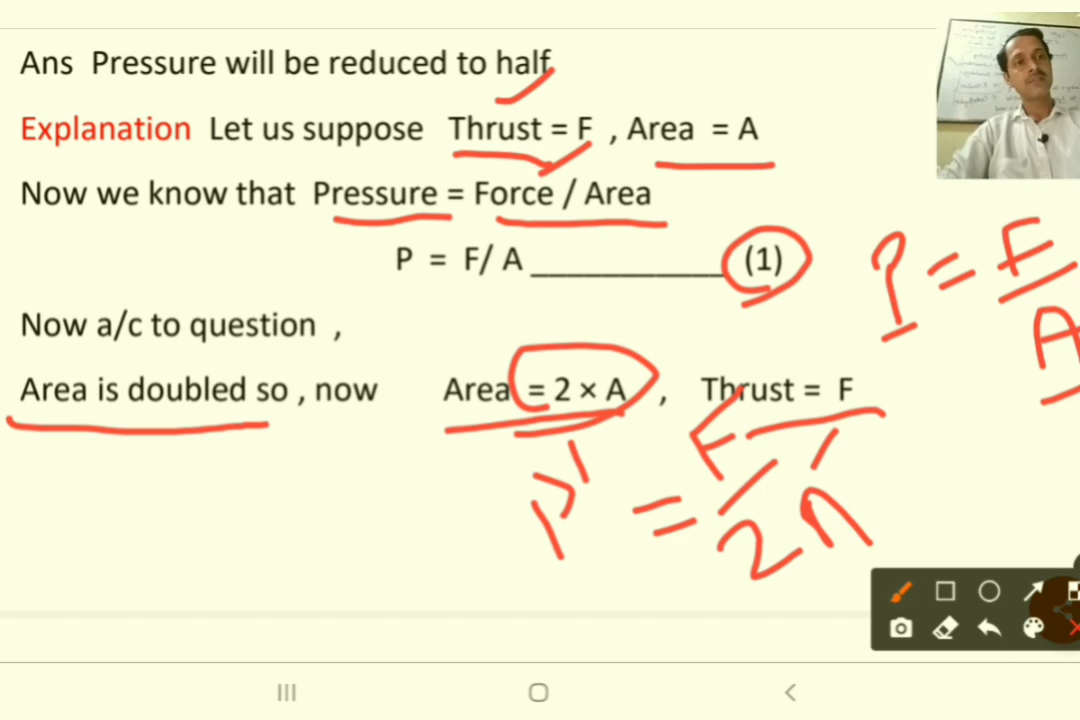 Ans Pressure will be reduced to half
Explanation Let us suppose Thrust = F , Area = A
Now we know that Pressure = Force / Area
P = F/ A ____________ (1)
P = F
A
Now a/c to question ,
Area is doubled so , now Area = 2 × A , Thrust = F
P' = F
2A